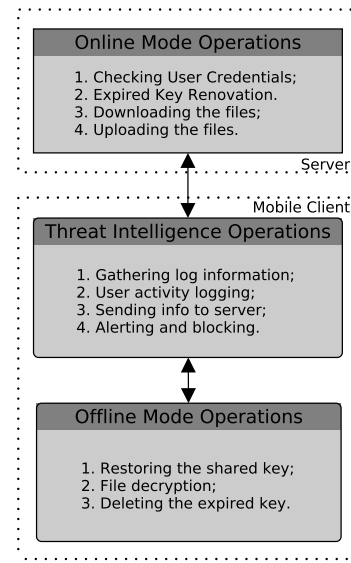 Online Mode Operations
1. Checking User Credentials;
2. Expired Key Renovation.
3. Downloading the files;
4. Uploading the files.
Server
Mobile Client
Threat Intelligence Operations
1. Gathering log information;
2. User activity logging;
3. Sending info to server;
4. Alerting and blocking.
Offline Mode Operations
1. Restoring the shared key;
2. File decryption;
3. Deleting the expired key.